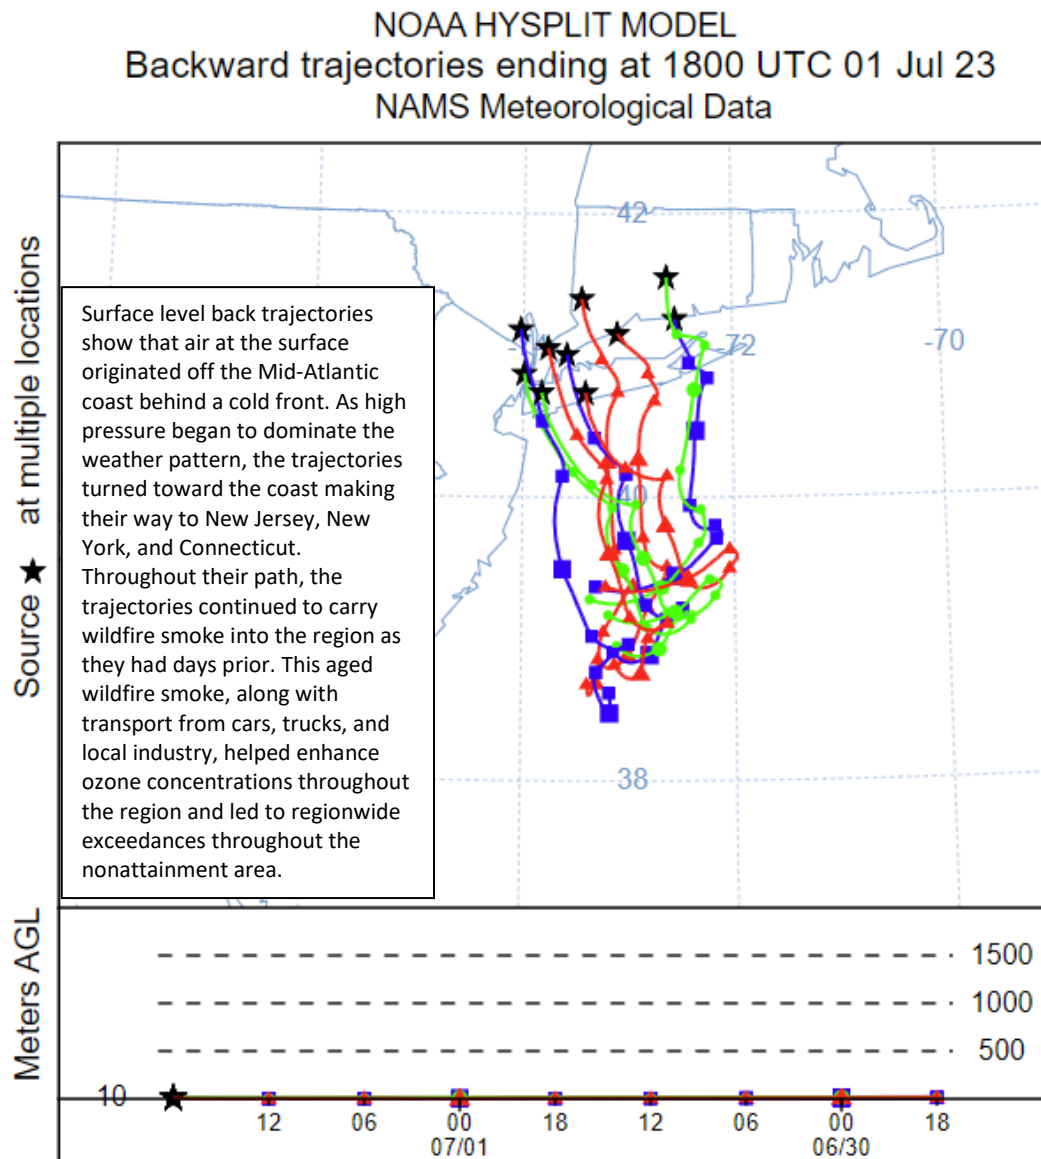 NOAA HYSPLIT MODEL
Backward trajectories ending at 1800 UTC 01 Jul 23
NAMS Meteorological Data
Source ★ at multiple locations
42
-72
-70
40
38
Surface level back trajectories
show that air at the surface
originated off the Mid-Atlantic
coast behind a cold front. As high
pressure began to dominate the
weather pattern, the trajectories
turned toward the coast making
their way to New Jersey, New
York, and Connecticut.
Throughout their path, the
trajectories continued to carry
wildfire smoke into the region as
they had days prior. This aged
wildfire smoke, along with
transport from cars, trucks, and
local industry, helped enhance
ozone concentrations throughout
the region and led to regionwide
exceedances throughout the
nonattainment area.
Meters AGL
1500
1000
500
10
12 06 00 18 12 06 00 18
07/01 06/30